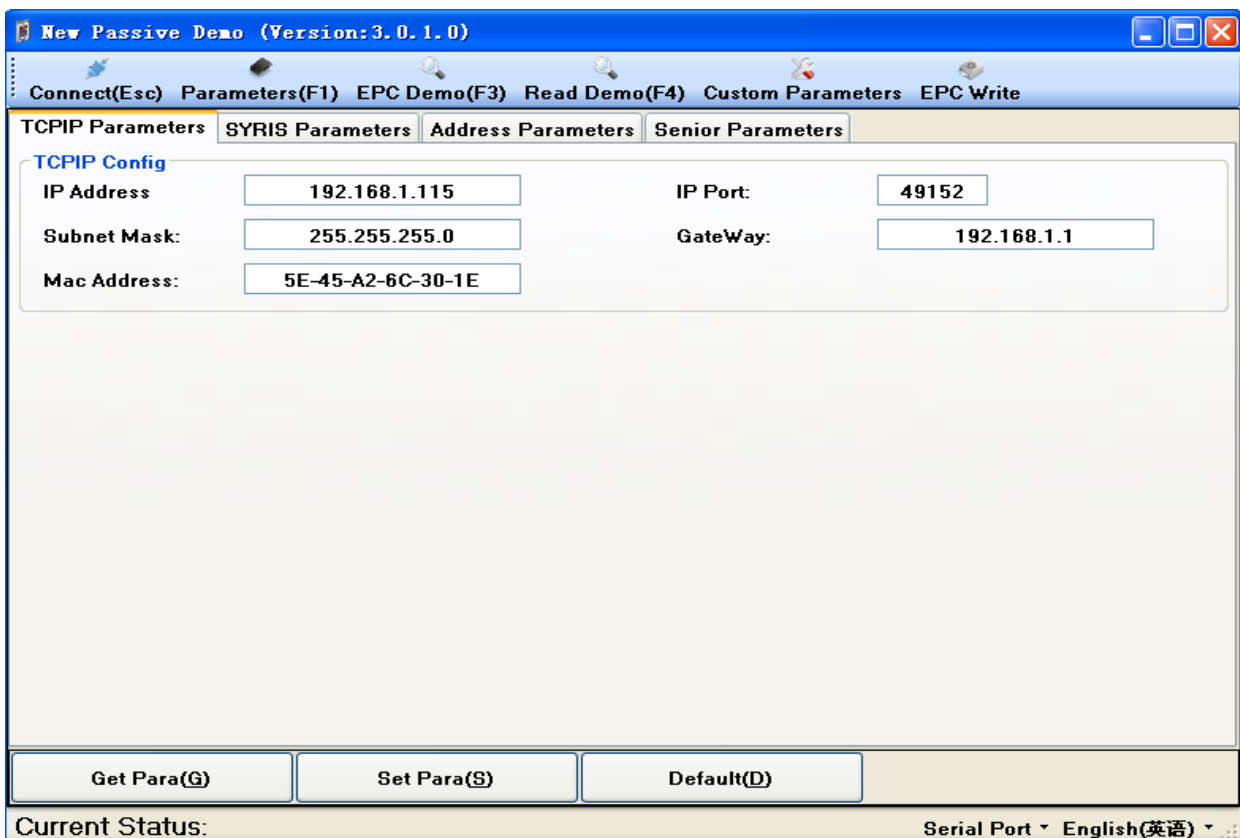 New Passive Demo (Version:3.0.1.0)
Connect(Esc) Parameters(F1) EPC Demo(F3) Read Demo(F4) Custom Parameters EPC Write
TCPIP Parameters SYRIS Parameters Address Parameters Senior Parameters
TCPIP Config
IP Address 192.168.1.115 IP Port: 49152
Subnet Mask: 255.255.255.0 GateWay: 192.168.1.1
Mac Address: 5E-45-A2-6C-30-1E
Get Para(G) Set Para(S) Default(D)
Current Status: Serial Port English(英语)